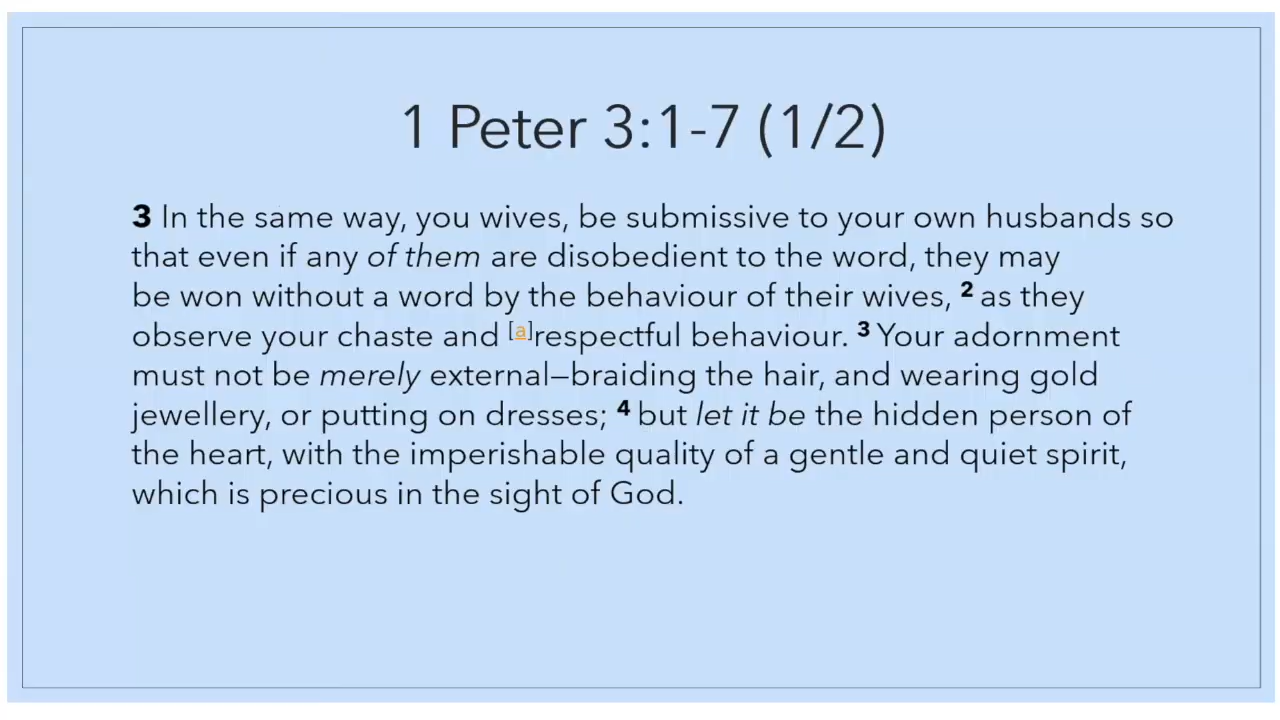 1 Peter 3:1-7 (1/2)
3 In the same way, you wives, be submissive to your own husbands so
that even if any of them are disobedient to the word, they may
be won without a word by the behaviour of their wives, 2 as they
observe your chaste and [a]respectful behaviour. 3 Your adornment
must not be merely external—braiding the hair, and wearing gold
jewellery, or putting on dresses; 4 but let it be the hidden person of
the heart, with the imperishable quality of a gentle and quiet spirit,
which is precious in the sight of God.